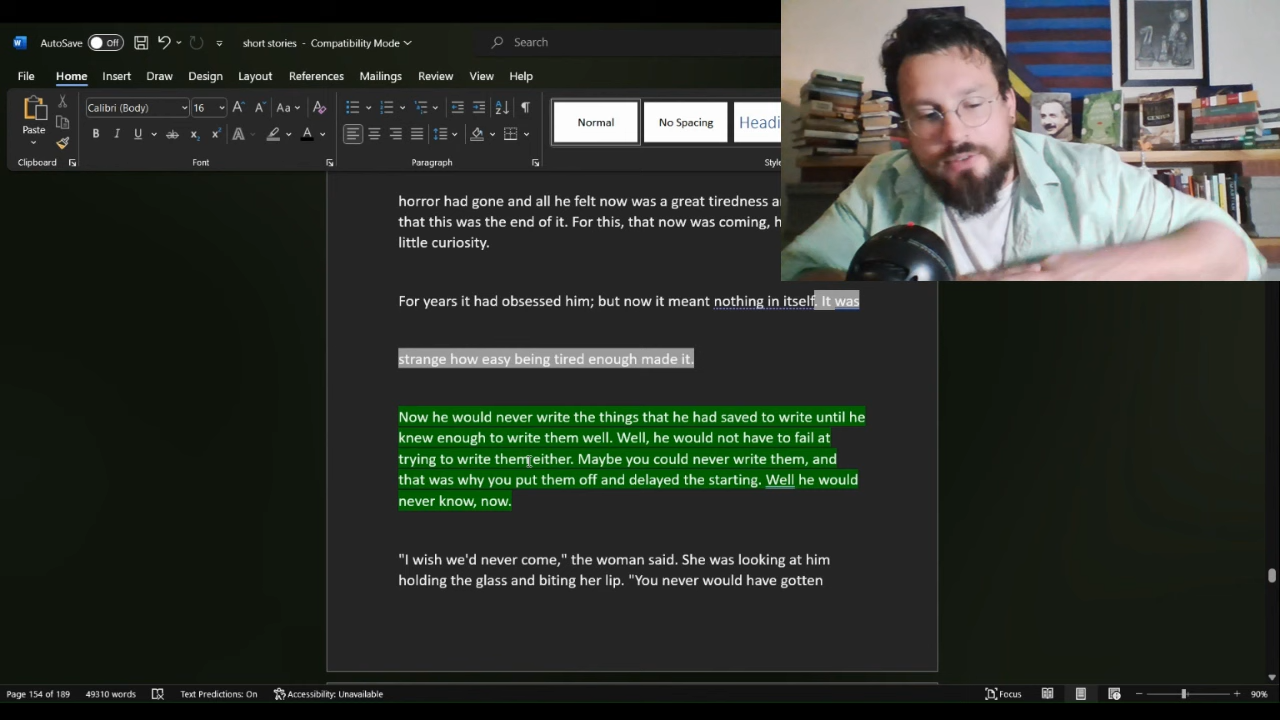 AutoSave Off short stories - Compatibility Mode Search
File Home Insert Draw Design Layout References Mailings Review View Help
Paste Calibri (Body) 16 Normal No Spacing Headi
Clipboard Font Paragraph Style
horror had gone and all he felt now was a great tiredness a
that this was the end of it. For this, that now was coming, h
little curiosity.
For years it had obsessed him; but now it meant nothing in itself. It was
strange how easy being tired enough made it.
Now he would never write the things that he had saved to write until he
knew enough to write them well. Well, he would not have to fail at
trying to write them either. Maybe you could never write them, and
that was why you put them off and delayed the starting. Well he would
never know, now.
"I wish we'd never come," the woman said. She was looking at him
holding the glass and biting her lip. "You never would have gotten
Page 154 of 189 49310 words Text Predictions: On Accessibility: Unavailable Focus 90%